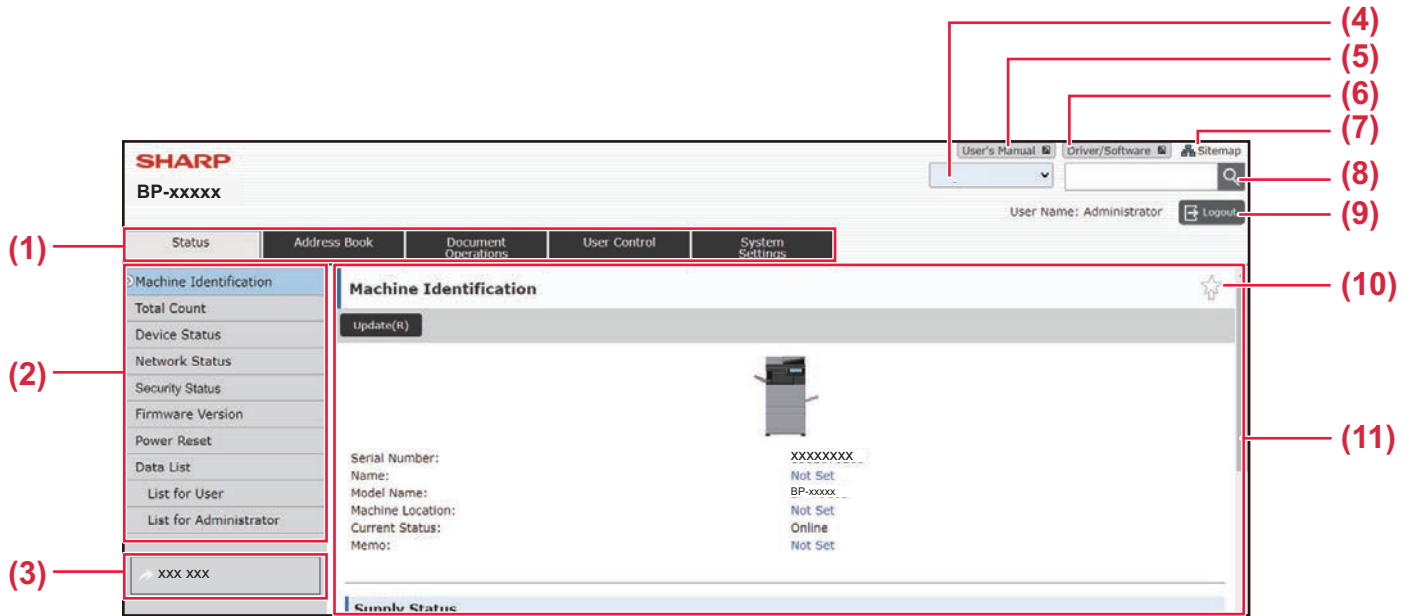 (4)
(5)
(6)
(7)
SHARP
User's Manual
Driver/Software
Sitemap
(8)
BP-xxxxx
User Name: Administrator
Logout
(9)
(1)
Status
Address Book
Document
Operations
User Control
System
Settings
(2)
Machine Identification
Total Count
Device Status
Network Status
Security Status
Firmware Version
Power Reset
Data List
List for User
List for Administrator
(3)
xxx xxx
Machine Identification
(10)
Update(R)
(11)
Serial Number: XXXXXXXX
Name: Not Set
Model Name: BP-xxxxx
Machine Location: Not Set
Current Status: Online
Memo: Not Set
Supply Status